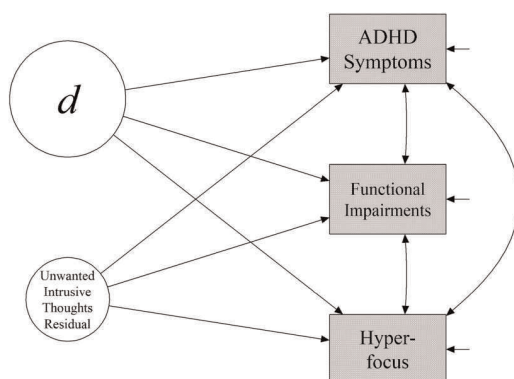 d
ADHD
Symptoms
Functional
Impairments
Unwanted
Intrusive
Thoughts
Residual
Hyper-
focus